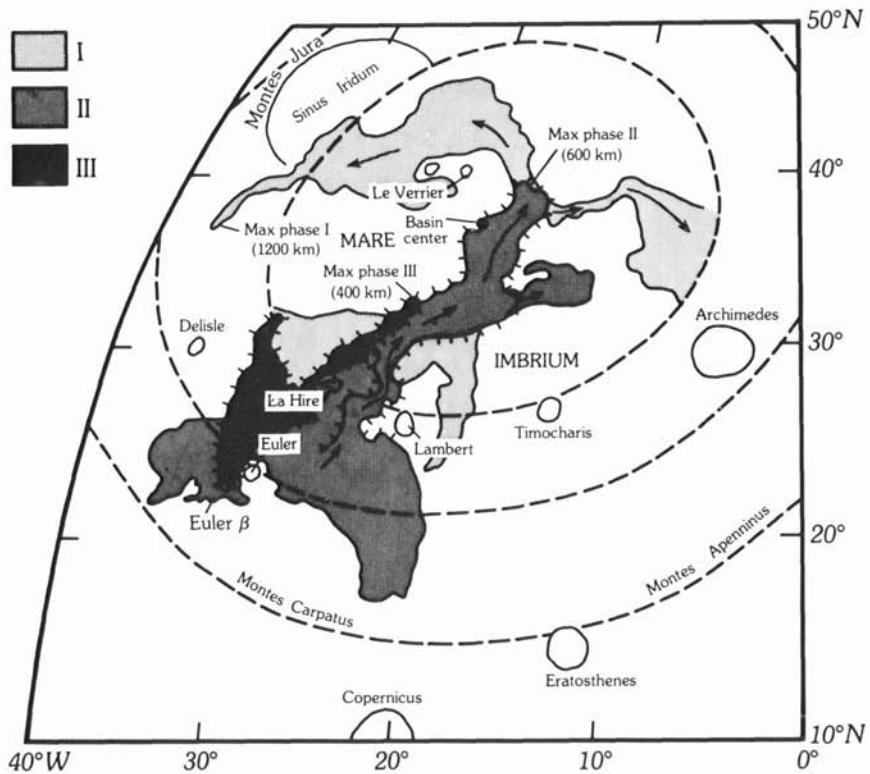 I
II
III
50°N
Montes Jura
Sinus Iridum
Max phase II
(600 km)
40°
Le Verrier
Basin
center
Max phase I
(1200 km)
MARE
Max phase III
(400 km)
Archimedes
Delisle
30°
IMBRIUM
La Hire
Timocharis
Euler
Lambert
Euler β
20°
Montes Carpatus
Montes Apenninus
Eratosthenes
Copernicus
10°N
40°W
30°
20°
10°
0°